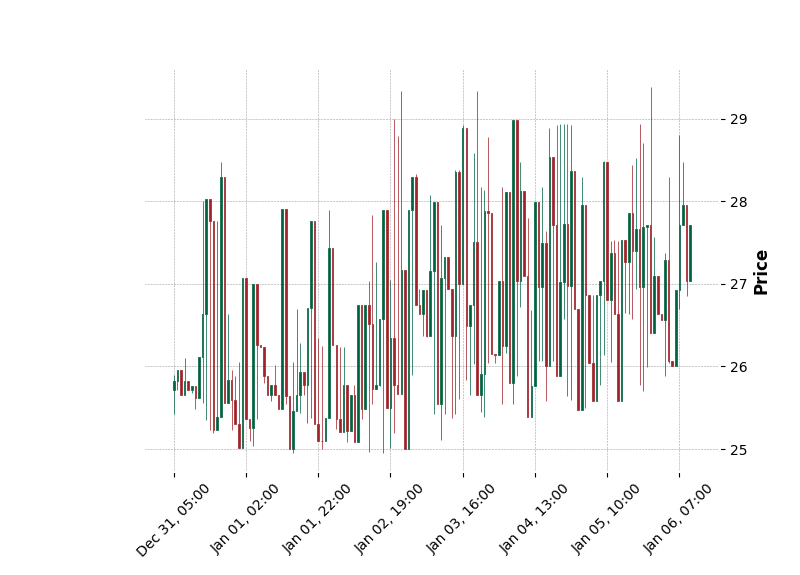 29
28
27
26
25
Price
Dec 31, 05:00
Jan 01, 02:00
Jan 01, 22:00
Jan 02, 19:00
Jan 03, 16:00
Jan 04, 13:00
Jan 05, 10:00
Jan 06, 07:00